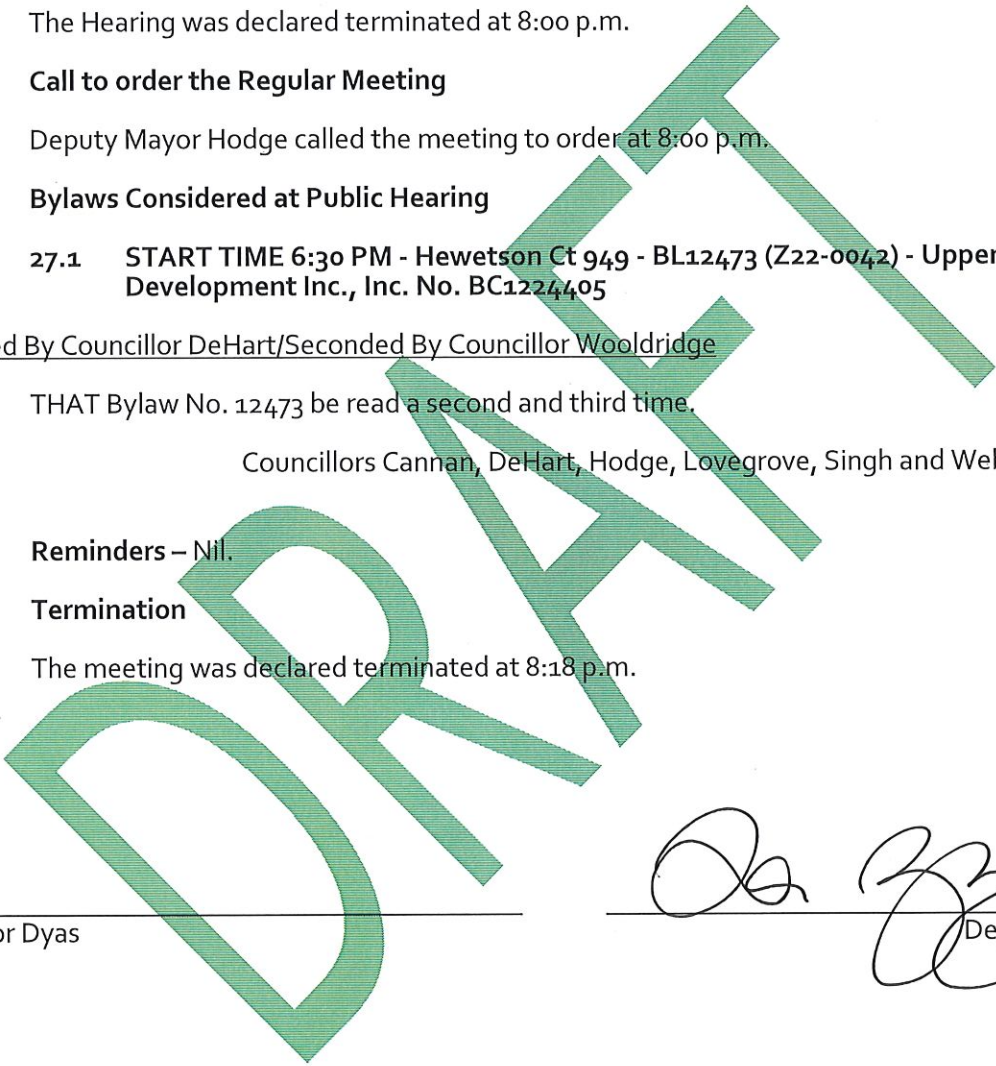 The Hearing was declared terminated at 8:00 p.m.
Call to order the Regular Meeting
Deputy Mayor Hodge called the meeting to order at 8:00 p.m.
Bylaws Considered at Public Hearing
27.1 START TIME 6:30 PM - Hewetson Ct 949 - BL12473 (Z22-0042) - Upper
Development Inc., Inc. No. BC1224405
d By Councillor DeHart/Seconded By Councillor Wooldridge
THAT Bylaw No. 12473 be read a second and third time.
Councillors Cannan, DeHart, Hodge, Lovegrove, Singh and Wel
Reminders – Nil.
Termination
The meeting was declared terminated at 8:18 p.m.
or Dyas
De
DRAFT